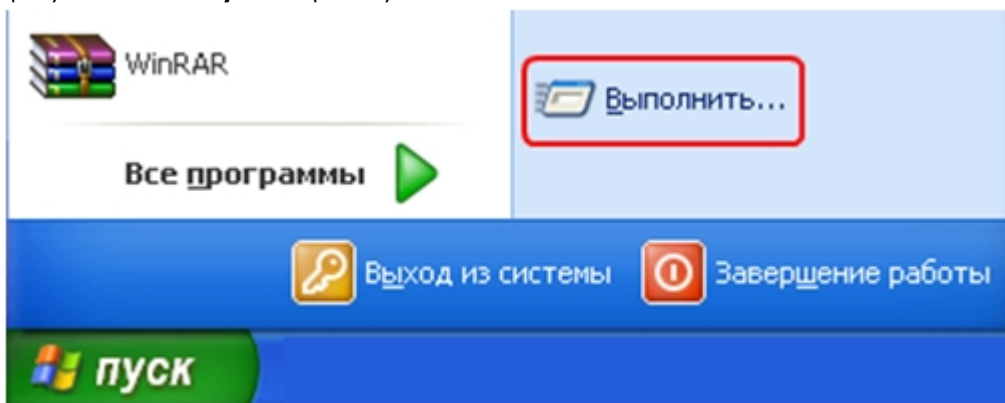 WinRAR
Выполнить...
Все программы
Выход из системы
Завершение работы
пуск